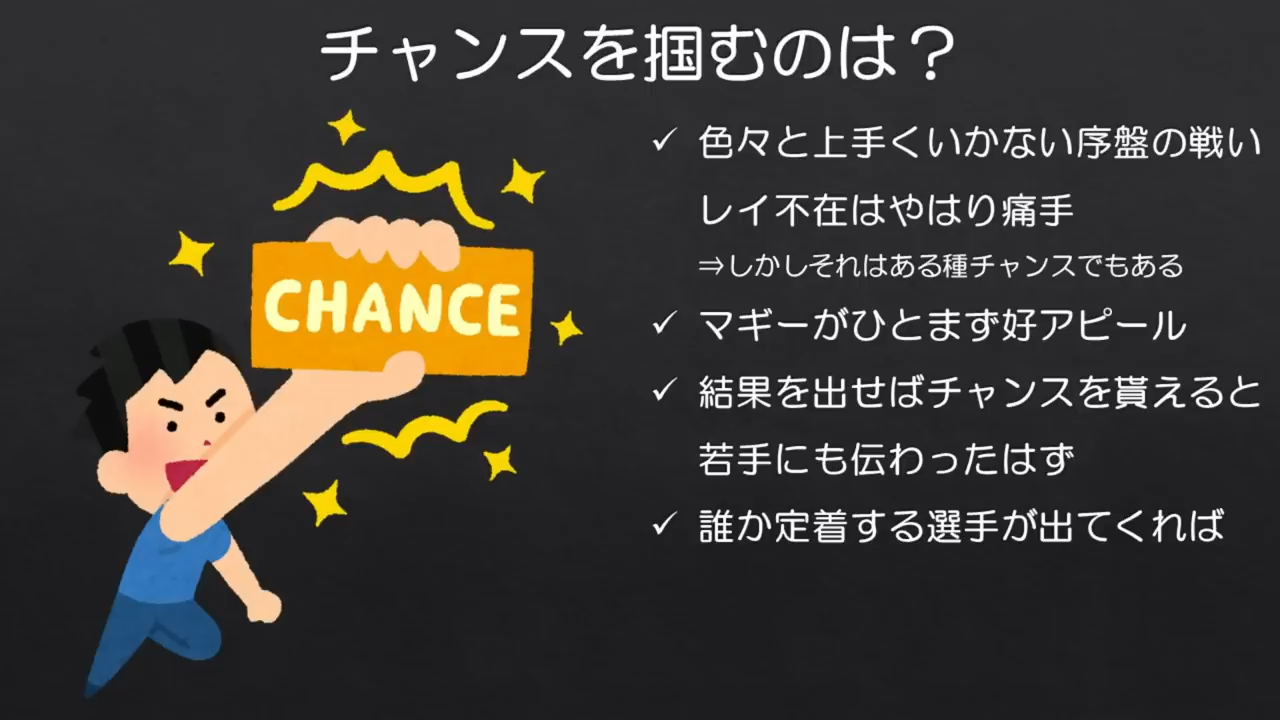 チャンスを掴むのは？
CHANCE
✓ 色々と上手くいかない序盤の戦い
レイ不在はやはり痛手
⇒しかしそれはある種チャンスでもある
✓ マギーがひとまず好アピール
✓ 結果を出せばチャンスを貰えると
若手にも伝わったはず
✓ 誰か定着する選手が出てくれば